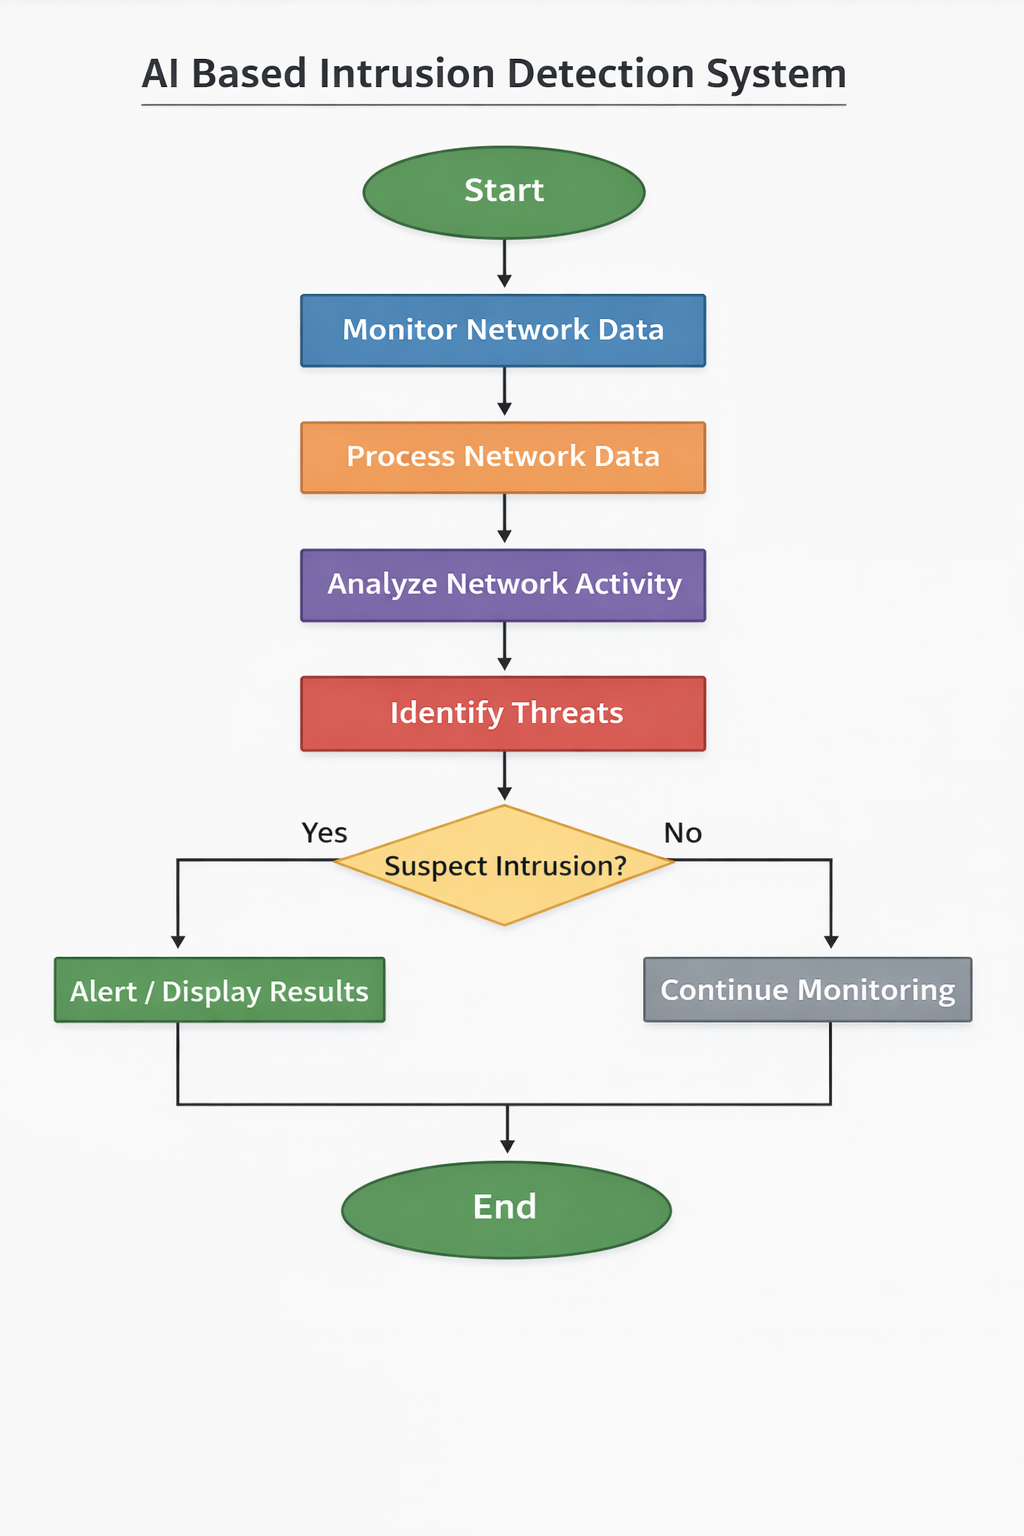 AI Based Intrusion Detection System
Start
Monitor Network Data
Process Network Data
Analyze Network Activity
Identify Threats
Yes
No
Suspect Intrusion?
Alert / Display Results
Continue Monitoring
End